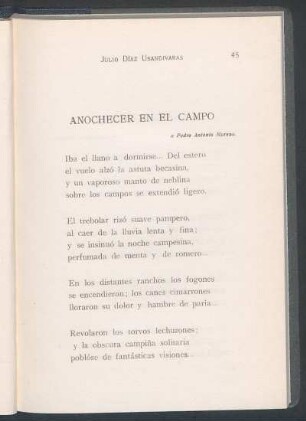 JULIO DÍAZ USANDIVARAS 45
ANOCHECER EN EL CAMPO
a Pedro Antonio Moreno.
Iba el llano a dormirse... Del estero
el vuelo alzó la astuta becasina,
y un vaporoso manto de neblina
sobre los campos se extendió ligero.
El trebolar rizó suave pampero,
al caer de la lluvia lenta y fina;
y se insinuó la noche campesina,
perfumada de menta y de romero...
En los distantes ranchos los fogones
se encendieron; los canes cimarrones
lloraron su dolor y hambre de paria...
Revolaron los torvos lechuzones;
y la obscura campiña solitaria
poblóse de fantásticas visiones...